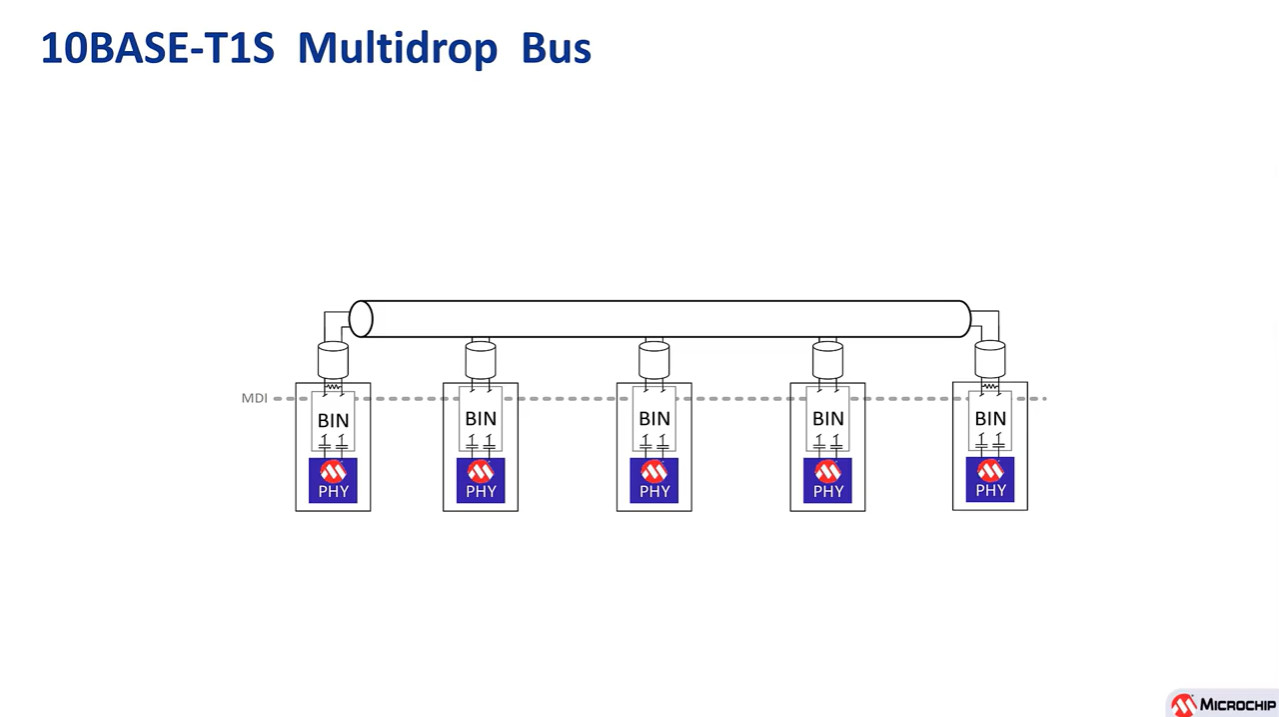 10BASE-T1S Multidrop Bus
MDI
BIN BIN BIN BIN BIN
PHY PHY PHY PHY PHY
MICROCHIP